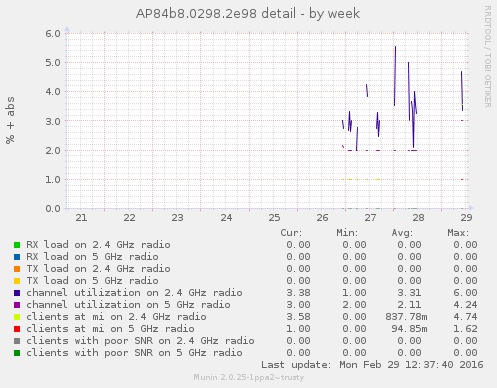 AP84b8.0298.2e98 detail - by week
RRDTOOL / TOBI OETIKER
% + abs
6.0
5.0
4.0
3.0
2.0
1.0
0.0
21 22 23 24 25 26 27 28 29
Cur: Min: Avg: Max:
RX load on 2.4 GHz radio 0.00 0.00 0.00 0.00
RX load on 5 GHz radio 0.00 0.00 0.00 0.00
TX load on 2.4 GHz radio 0.00 0.00 0.00 0.00
TX load on 5 GHz radio 0.00 0.00 0.00 0.00
channel utilization on 2.4 GHz radio 3.38 1.00 3.31 6.00
channel utilization on 5 GHz radio 3.00 2.00 2.11 4.24
clients at mi on 2.4 GHz radio 3.58 0.00 837.78m 4.74
clients at mi on 5 GHz radio 1.00 0.00 94.85m 1.62
clients with poor SNR on 2.4 GHz radio 0.00 0.00 0.00 0.00
clients with poor SNR on 5 GHz radio 0.00 0.00 0.00 0.00
Last update: Mon Feb 29 12:37:40 2016
Munin 2.0.25-1ppa2~trusty